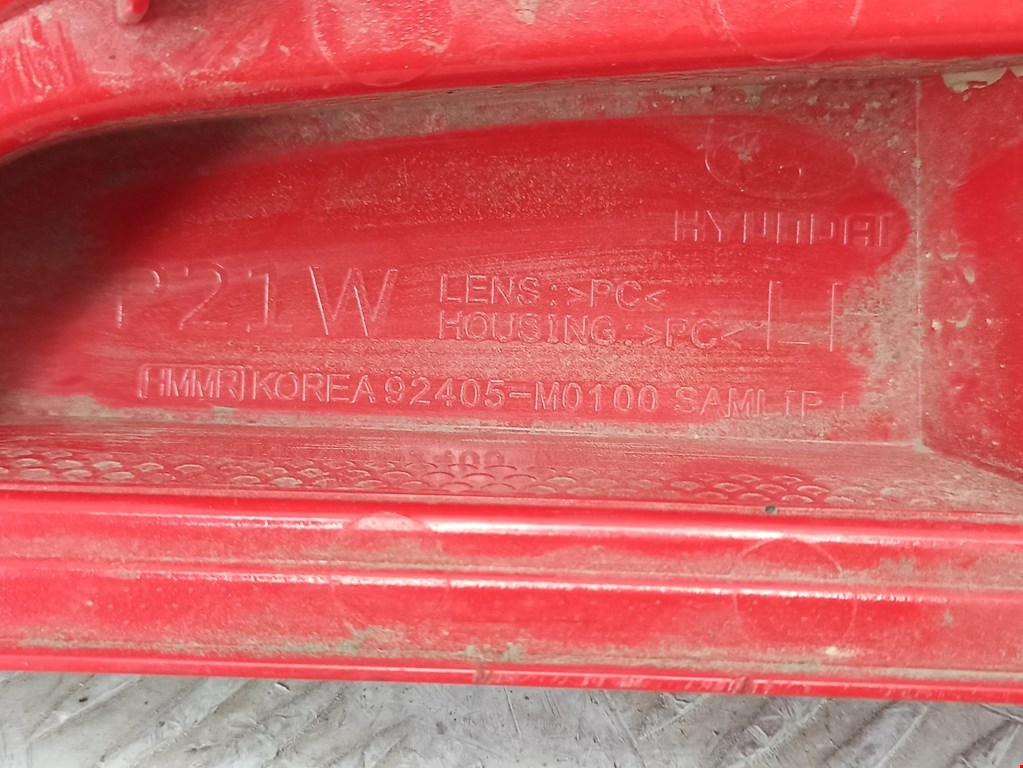 HYUNDAI
P21W
LENS:>PC<
HOUSING:>PC<
LH
HMMR KOREA 92405-M0100 SAMLIP